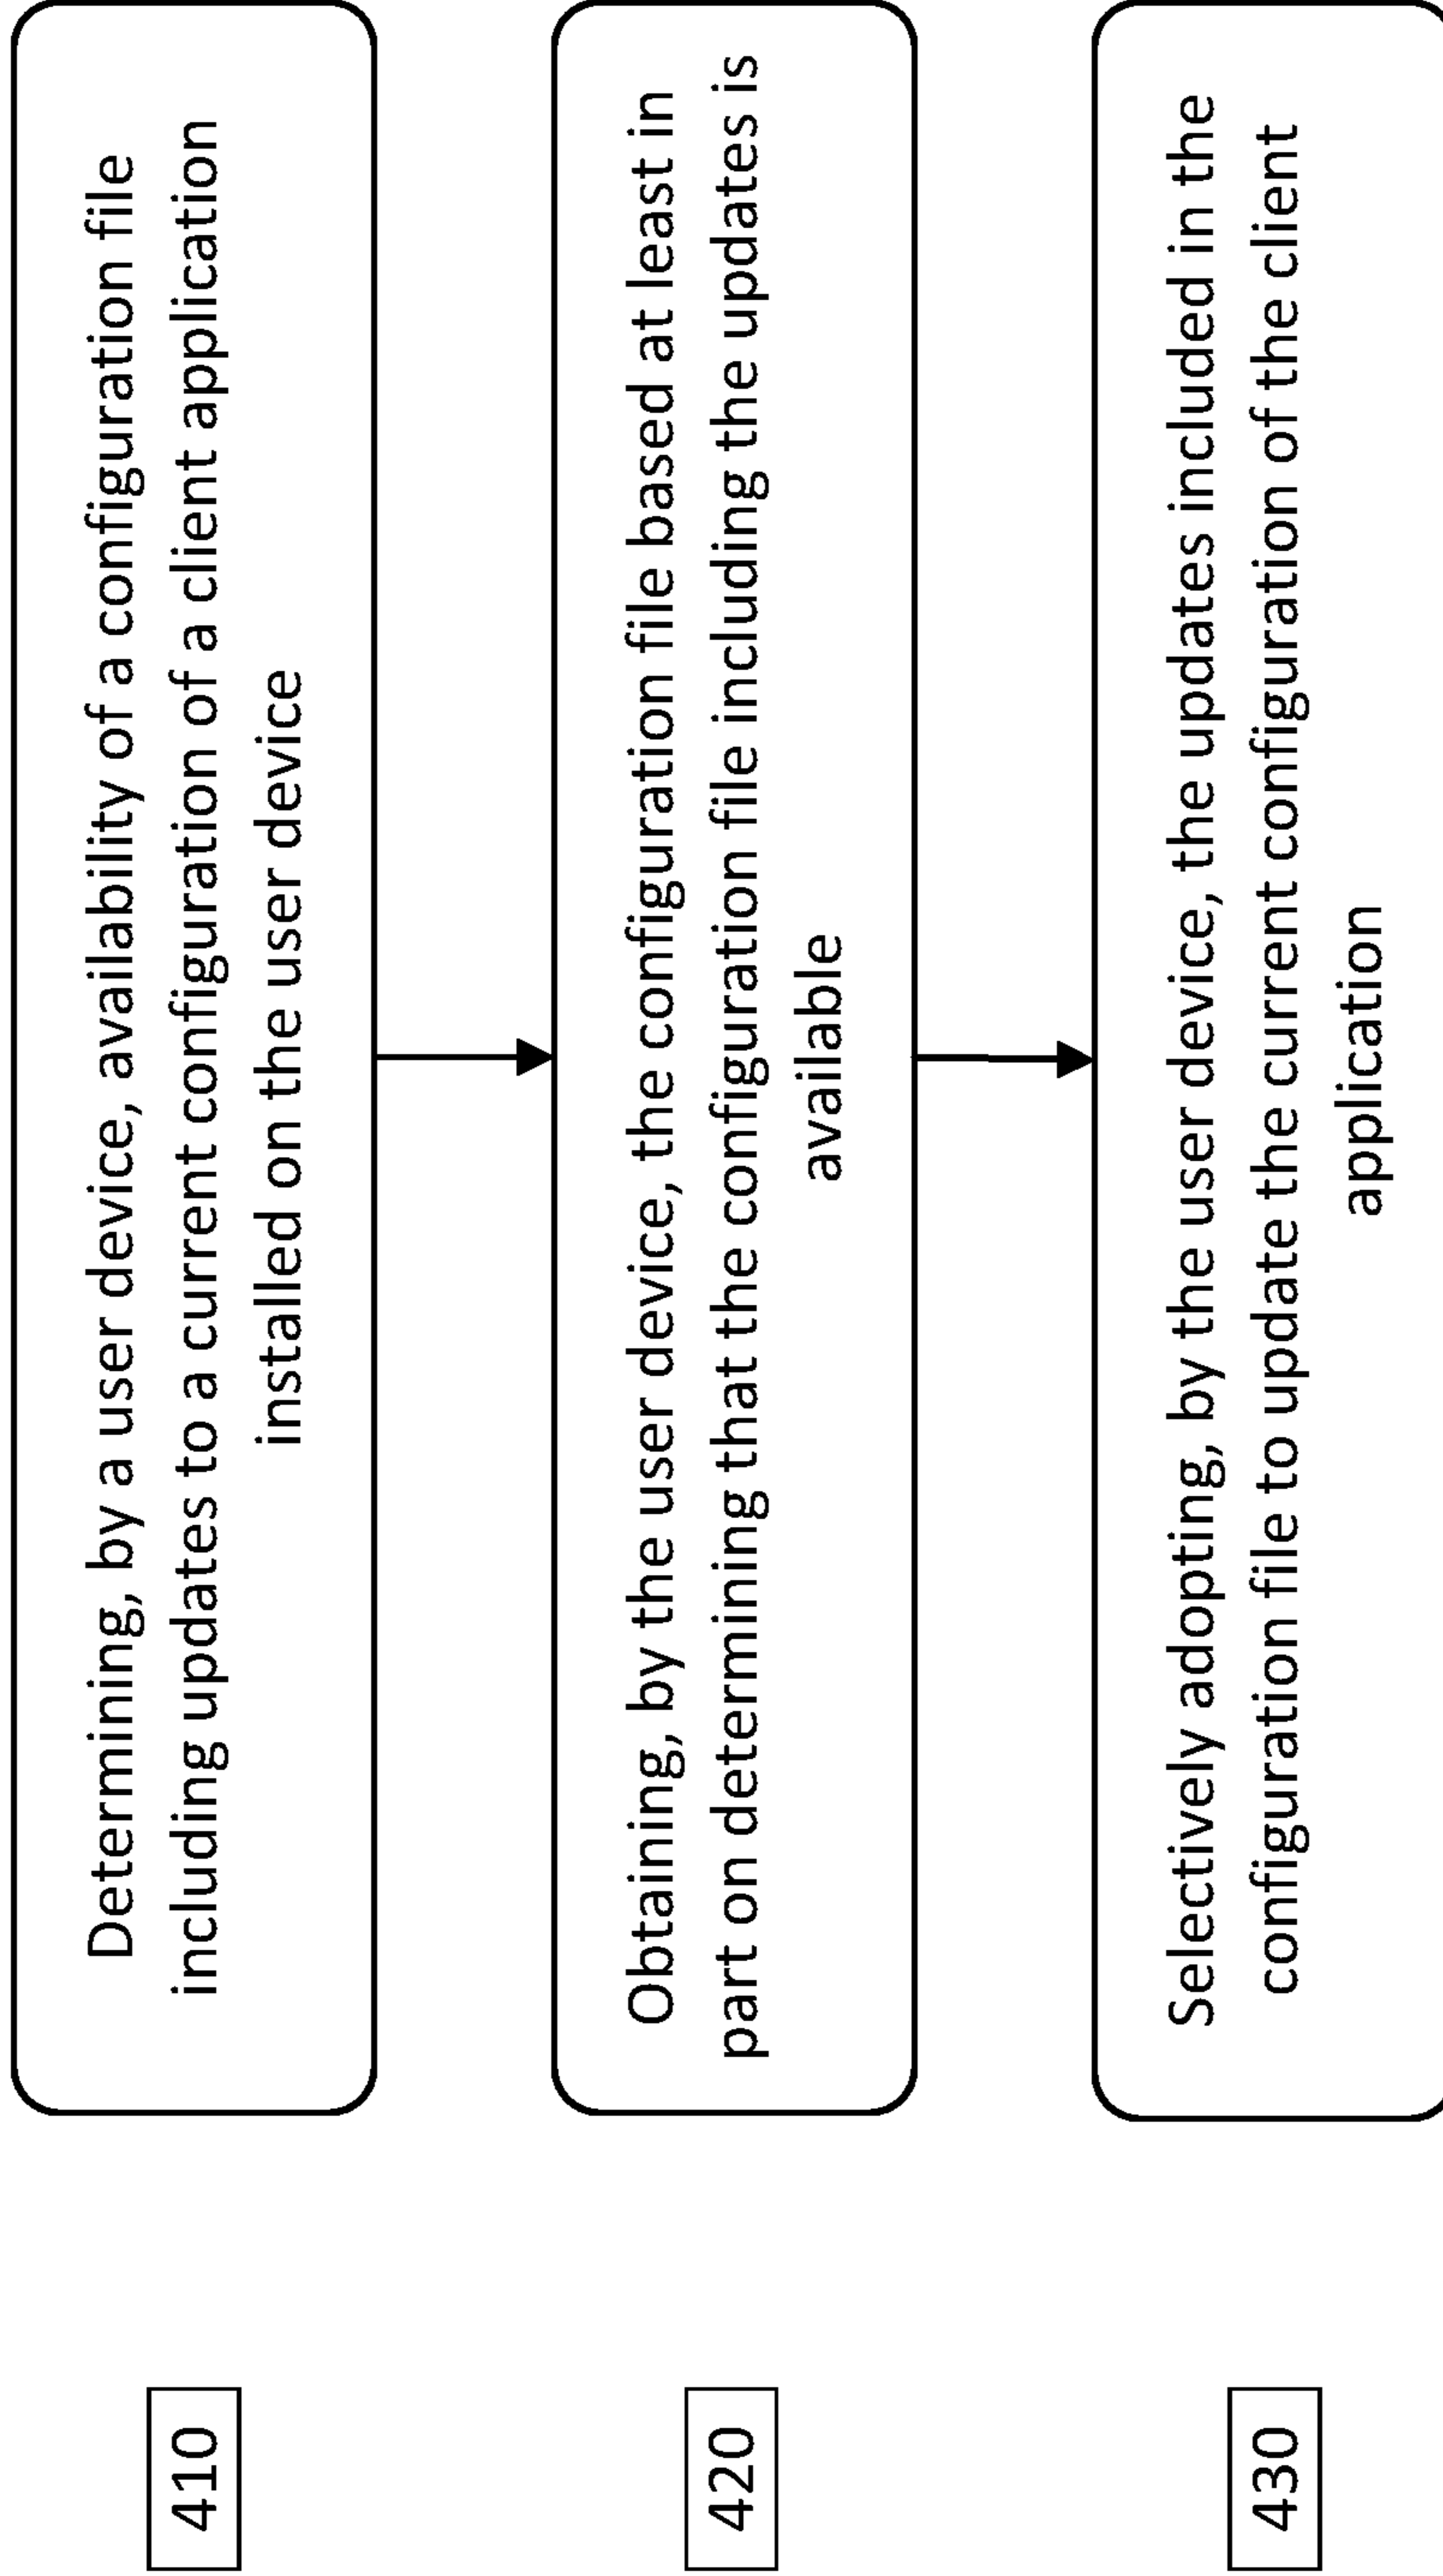 410
Determining, by a user device, availability of a configuration file
including updates to a current configuration of a client application
installed on the user device
420
Obtaining, by the user device, the configuration file based at least in
part on determining that the configuration file including the updates is
available
430
Selectively adopting, by the user device, the updates included in the
configuration file to update the current configuration of the client
application